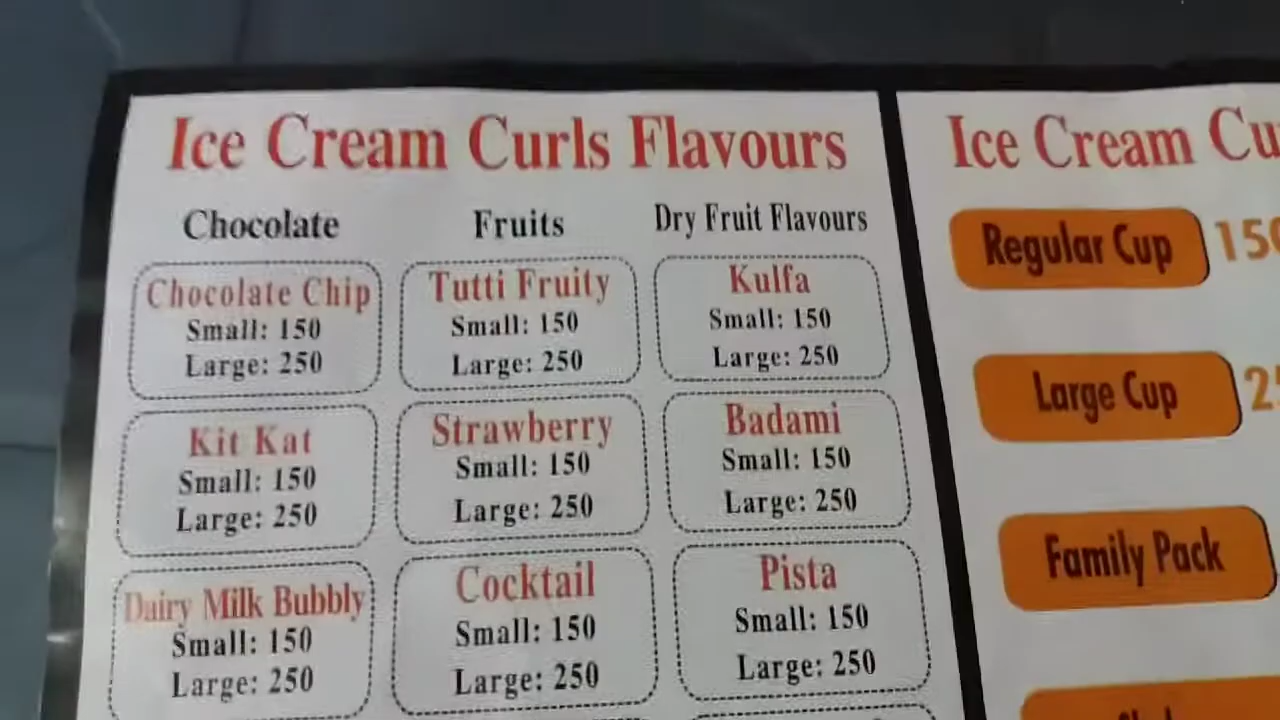 Ice Cream Curls Flavours
Chocolate
Chocolate Chip
Small: 150
Large: 250
Kit Kat
Small: 150
Large: 250
Dairy Milk Bubbly
Small: 150
Large: 250
Fruits
Tutti Fruity
Small: 150
Large: 250
Strawberry
Small: 150
Large: 250
Cocktail
Small: 150
Large: 250
Dry Fruit Flavours
Kulfa
Small: 150
Large: 250
Badami
Small: 150
Large: 250
Pista
Small: 150
Large: 250
Ice Cream Cu
Regular Cup 150
Large Cup
Family Pack